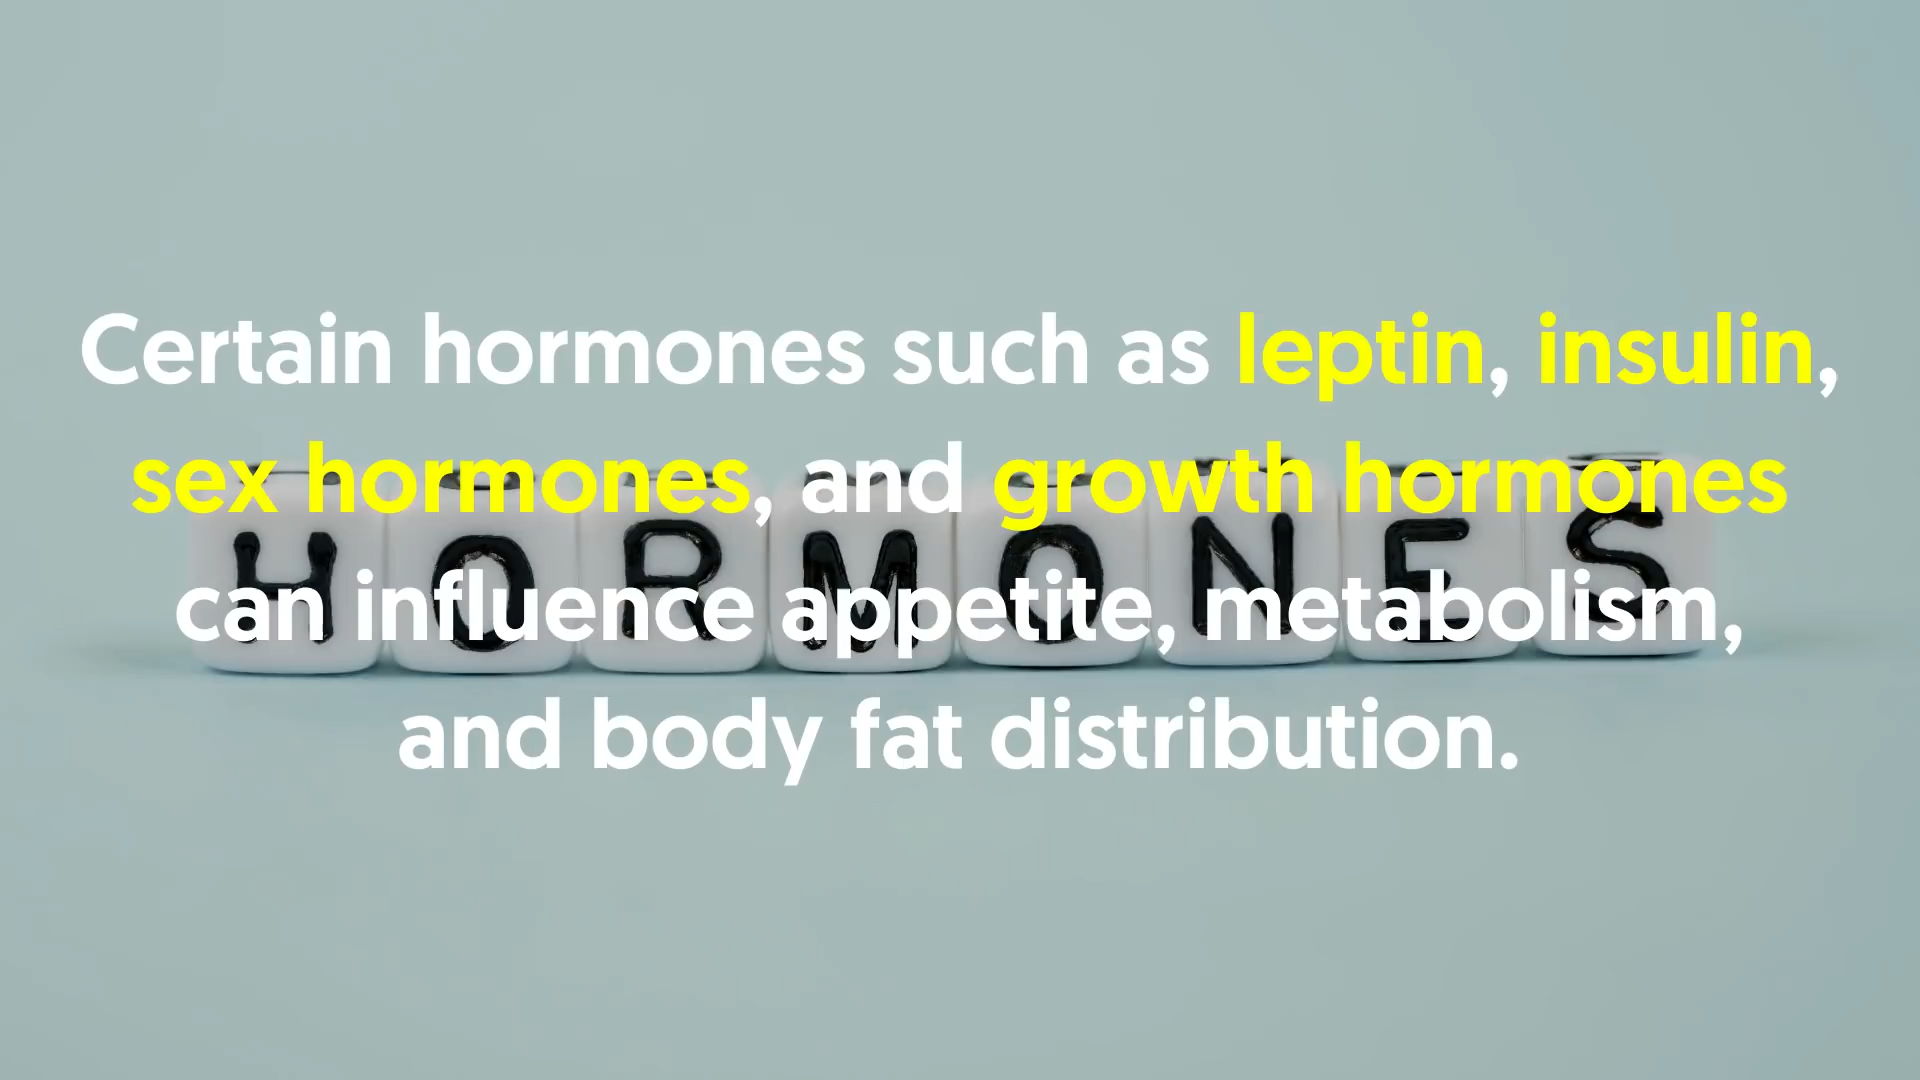 Certain hormones such as leptin, insulin,
sex hormones, and growth hormones
HORMONES
can influence appetite, metabolism,
and body fat distribution.